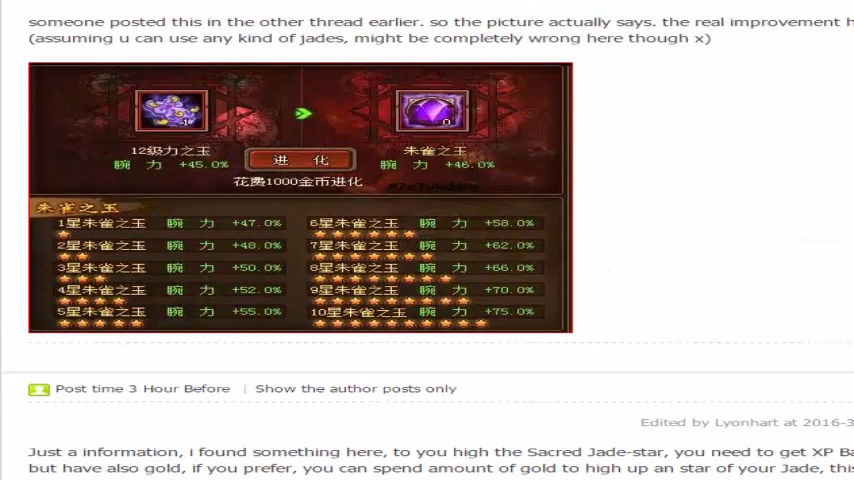 someone posted this in the other thread earlier. so the picture actually says. the real improvement h
(assuming u can use any kind of jades, might be completely wrong here though x)
-1
0
12级力之玉
朱雀之玉
腕 力 +45.0%
进 化
腕 力 +46.0%
花费1000金币进化
朱雀之玉
1星朱雀之玉 腕 力 +47.0%
6星朱雀之玉 腕 力 +58.0%
2星朱雀之玉 腕 力 +48.0%
7星朱雀之玉 腕 力 +62.0%
3星朱雀之玉 腕 力 +50.0%
8星朱雀之玉 腕 力 +66.0%
4星朱雀之玉 腕 力 +52.0%
9星朱雀之玉 腕 力 +70.0%
5星朱雀之玉 腕 力 +55.0%
10星朱雀之玉 腕 力 +75.0%
Post time 3 Hour Before | Show the author posts only
Edited by Lyonhart at 2016-3
Just a information, i found something here, to you high the Sacred Jade-star, you need to get XP Ba
but have also gold, if you prefer, you can spend amount of gold to high up an star of your Jade, this